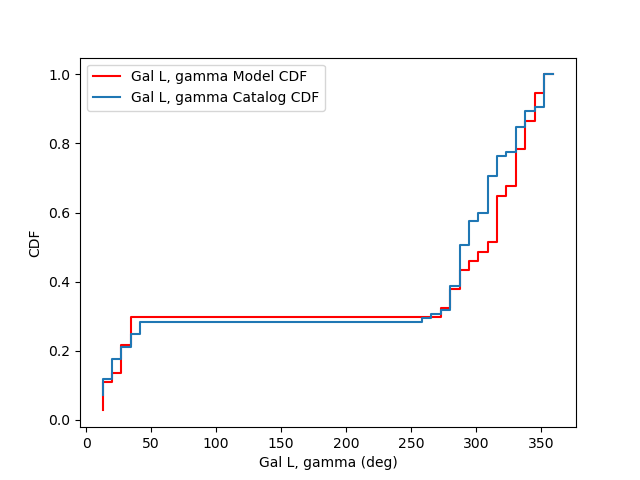 Gal L, gamma Model CDF
Gal L, gamma Catalog CDF
1.0
0.8
0.6
0.4
0.2
0.0
CDF
0 50 100 150 200 250 300 350
Gal L, gamma (deg)